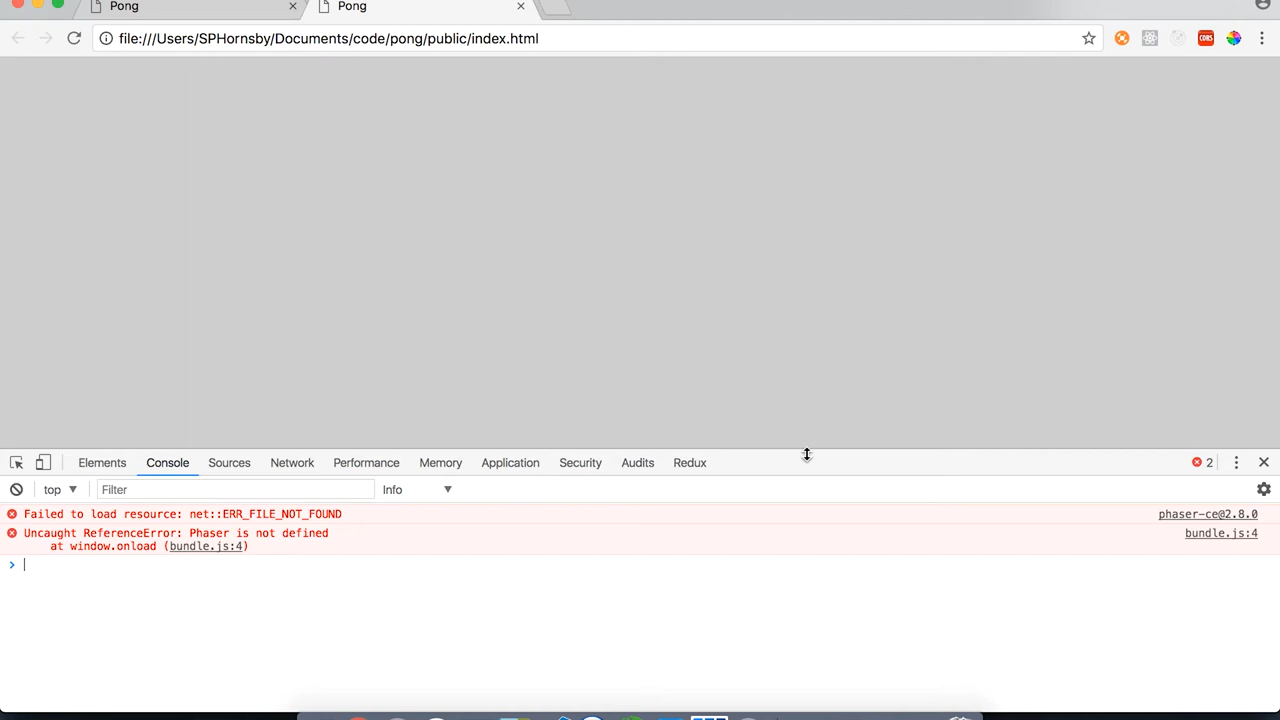 Pong
Pong
file:///Users/SPHornsby/Documents/code/pong/public/index.html
CORS
Elements Console Sources Network Performance Memory Application Security Audits Redux 2
top Filter Info
Failed to load resource: net::ERR_FILE_NOT_FOUND phaser-ce@2.8.0
Uncaught ReferenceError: Phaser is not defined bundle.js:4
at window.onload (bundle.js:4)